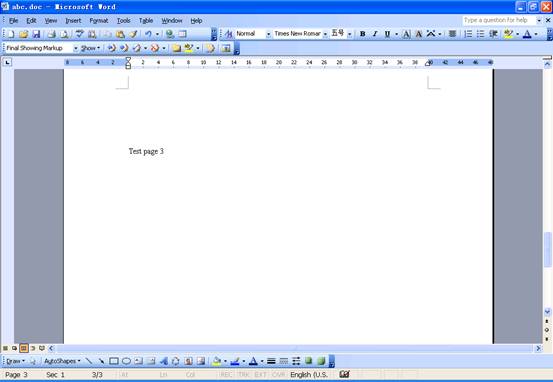 abc.doc - Microsoft Word
File Edit View Insert Format Tools Table Window Help Type a question for help
Normal Times New Roman 五号 B I U A A A
Final Showing Markup Show
8 6 4 2 2 4 6 8 10 12 14 16 18 20 22 24 26 28 30 32 34 36 38 40 42 44 46 48
Test page 3
Draw AutoShapes
Page 3 Sec 1 3/3 At Ln Col REC TRK EXT OVR English (U.S.